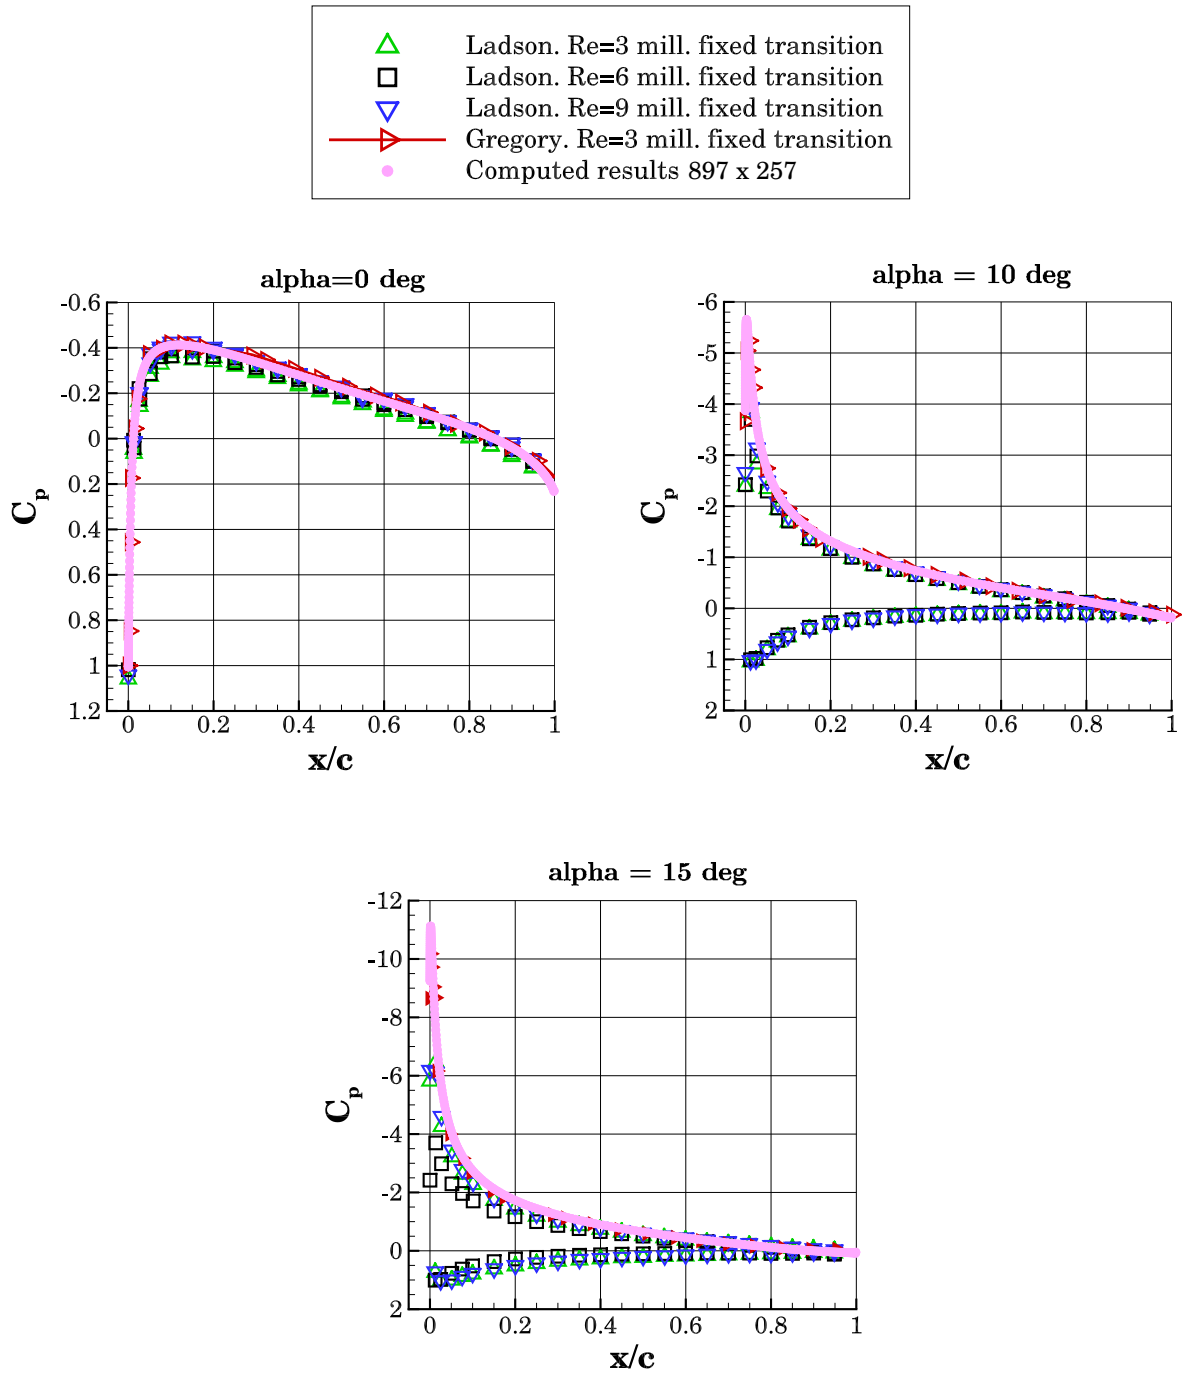 Ladson. Re=3 mill. fixed transition
Ladson. Re=6 mill. fixed transition
Ladson. Re=9 mill. fixed transition
Gregory. Re=3 mill. fixed transition
Computed results 897 x 257
alpha=0 deg
-0.6
-0.4
-0.2
0
0.2
0.4
0.6
0.8
1
1.2
Cp
0 0.2 0.4 0.6 0.8 1
x/c
alpha = 10 deg
-6
-5
-4
-3
-2
-1
0
1
2
Cp
0 0.2 0.4 0.6 0.8 1
x/c
alpha = 15 deg
-12
-10
-8
-6
-4
-2
0
2
Cp
0 0.2 0.4 0.6 0.8 1
x/c